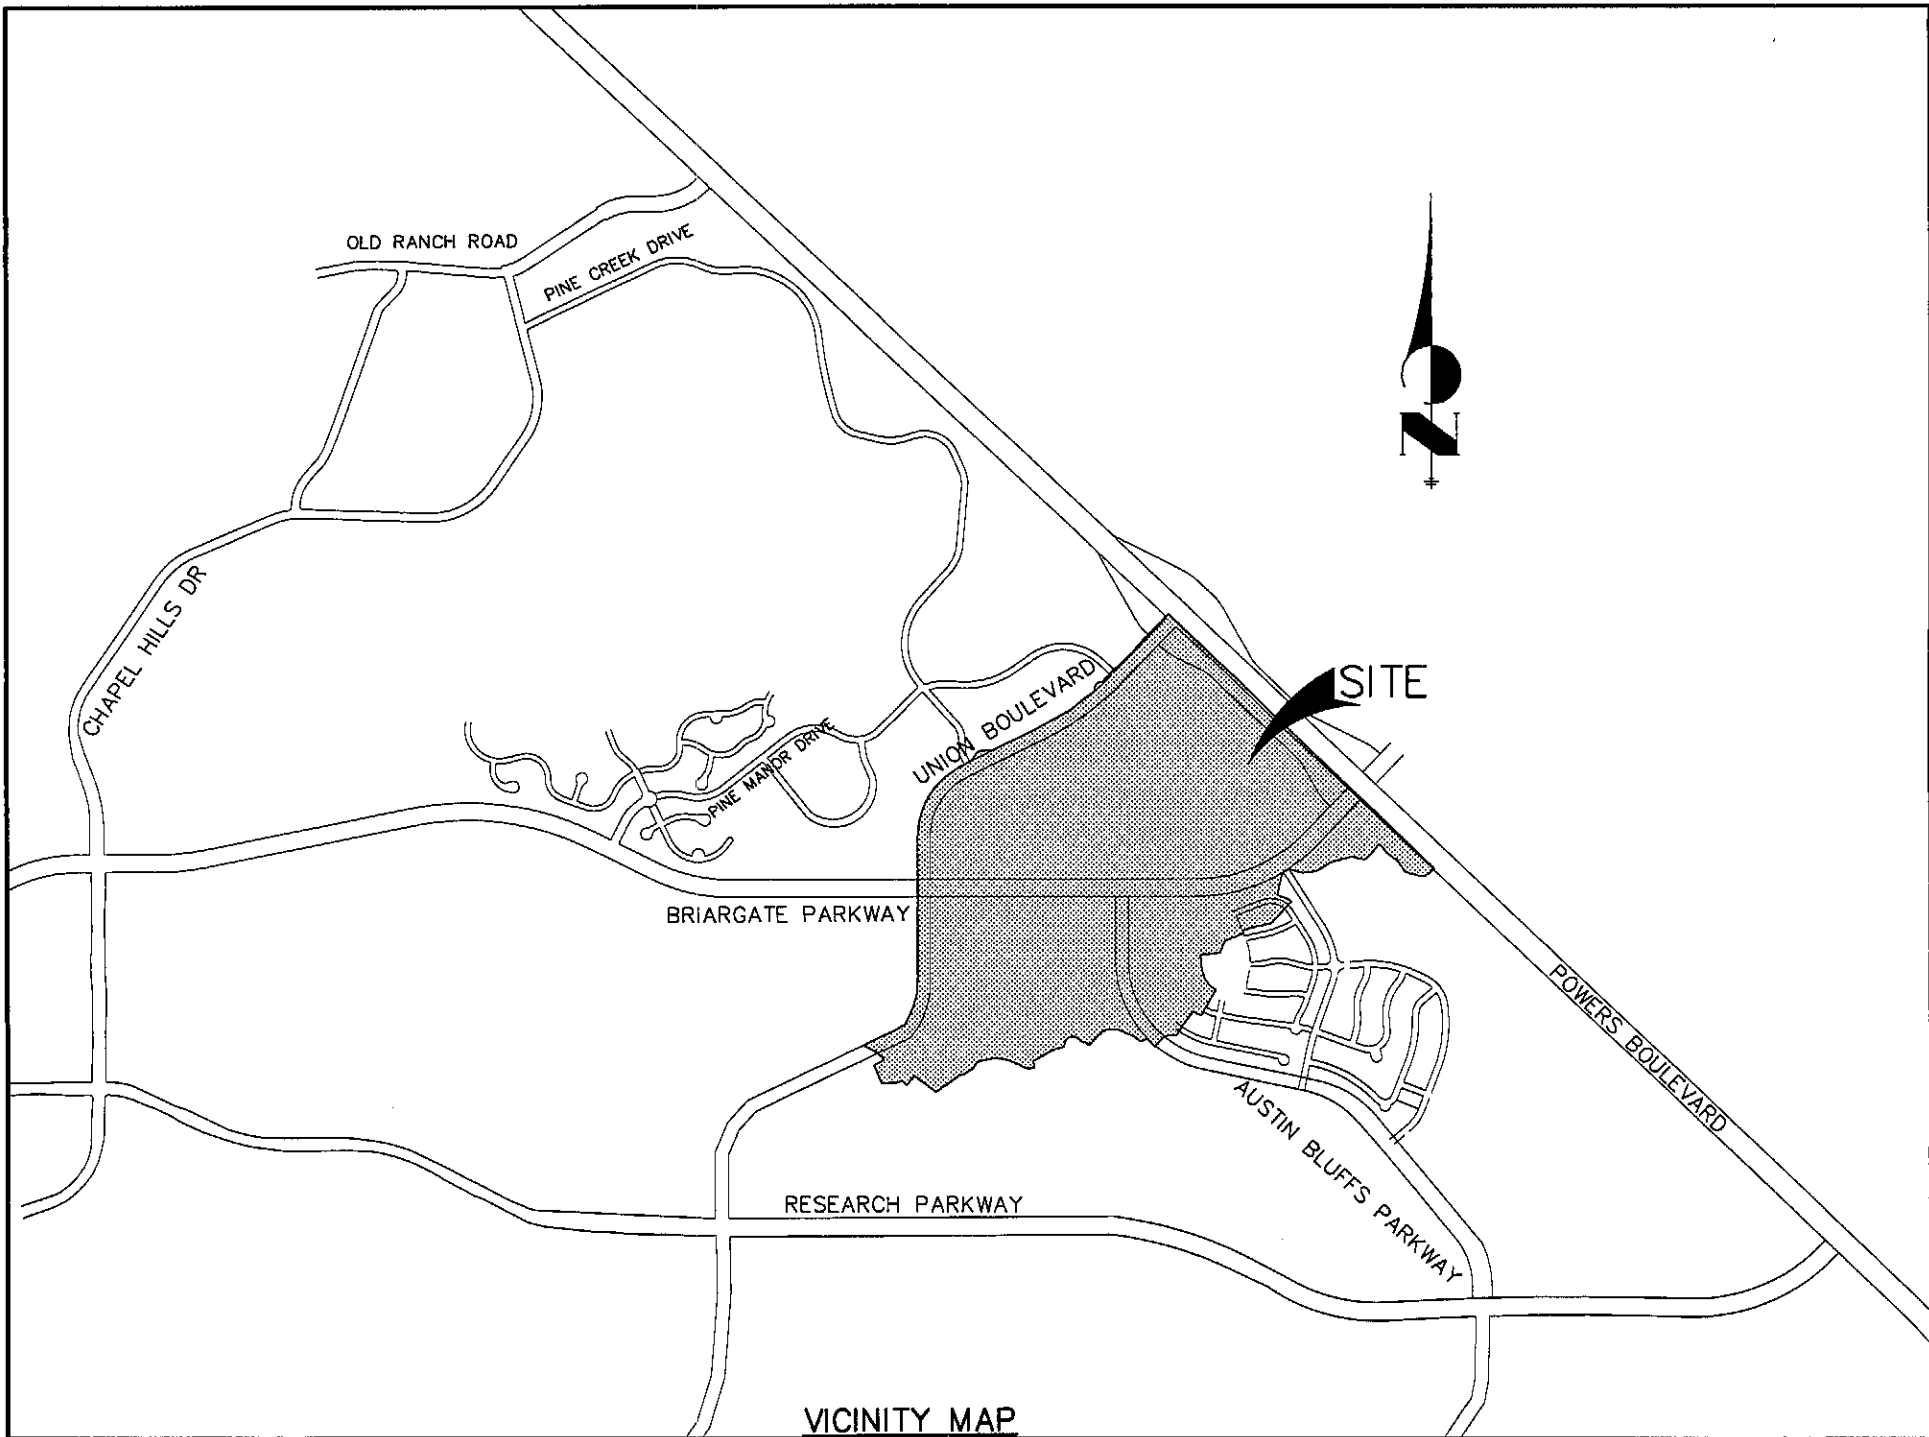 OLD RANCH ROAD
PINE CREEK DRIVE
N
CHAPEL HILLS DR
SITE
UNION BOULEVARD
PINE MANOR DRIVE
BRIARGATE PARKWAY
POWERS BOULEVARD
AUSTIN BLUFFS PARKWAY
RESEARCH PARKWAY
VICINITY MAP